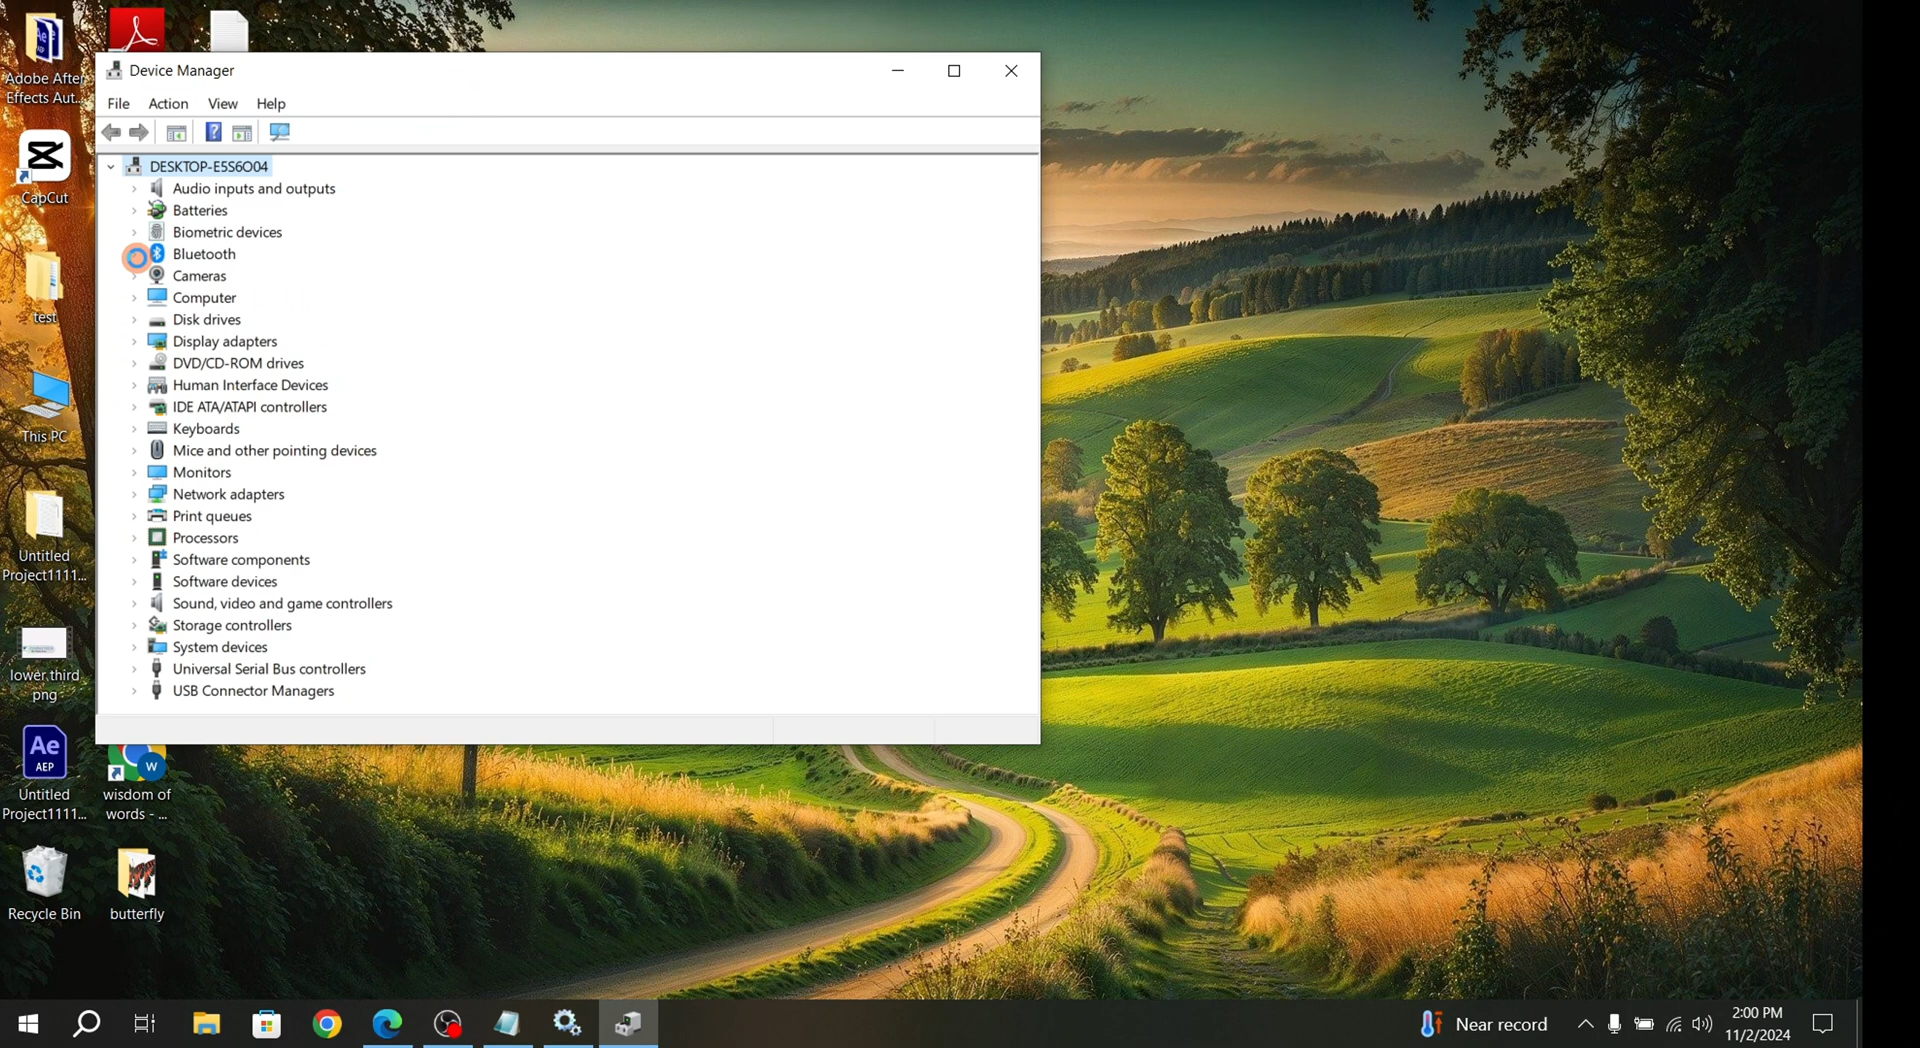 Adobe After
Effects Aut...
CapCut
test
This PC
Untitled
Project1111...
lower third
png
Ae
AEP
Untitled
Project1111...
W
wisdom of
words - ...
Recycle Bin
butterfly
Device Manager
File Action View Help
?
DESKTOP-E5S6O04
Audio inputs and outputs
Batteries
Biometric devices
Bluetooth
Cameras
Computer
Disk drives
Display adapters
DVD/CD-ROM drives
Human Interface Devices
IDE ATA/ATAPI controllers
Keyboards
Mice and other pointing devices
Monitors
Network adapters
Print queues
Processors
Software components
Software devices
Sound, video and game controllers
Storage controllers
System devices
Universal Serial Bus controllers
USB Connector Managers
Near record
2:00 PM
11/2/2024